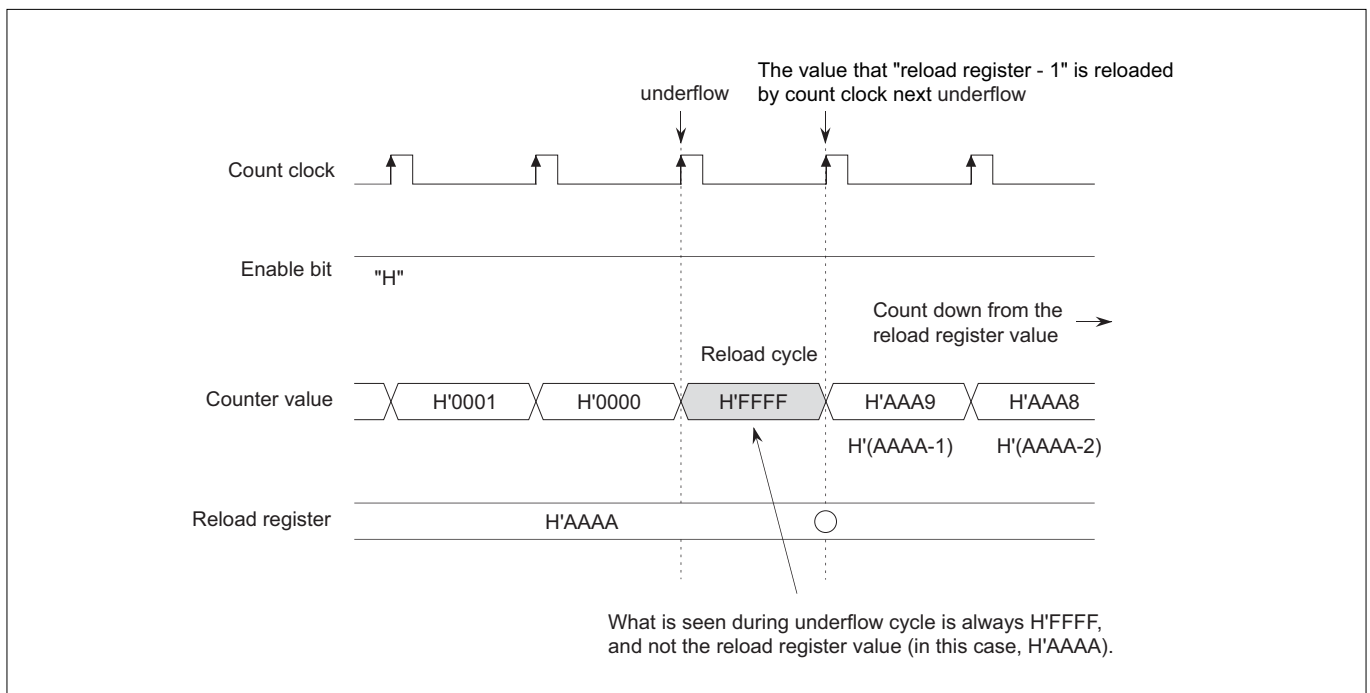 The value that "reload register - 1" is reloaded
underflow
by count clock next underflow
Count clock
Enable bit
"H"
Count down from the
reload register value
Reload cycle
Counter value
H'0001
H'0000
H'FFFF
H'AAA9
H'AAA8
H'(AAAA-1)
H'(AAAA-2)
Reload register
H'AAAA
What is seen during underflow cycle is always H'FFFF,
and not the reload register value (in this case, H'AAAA).